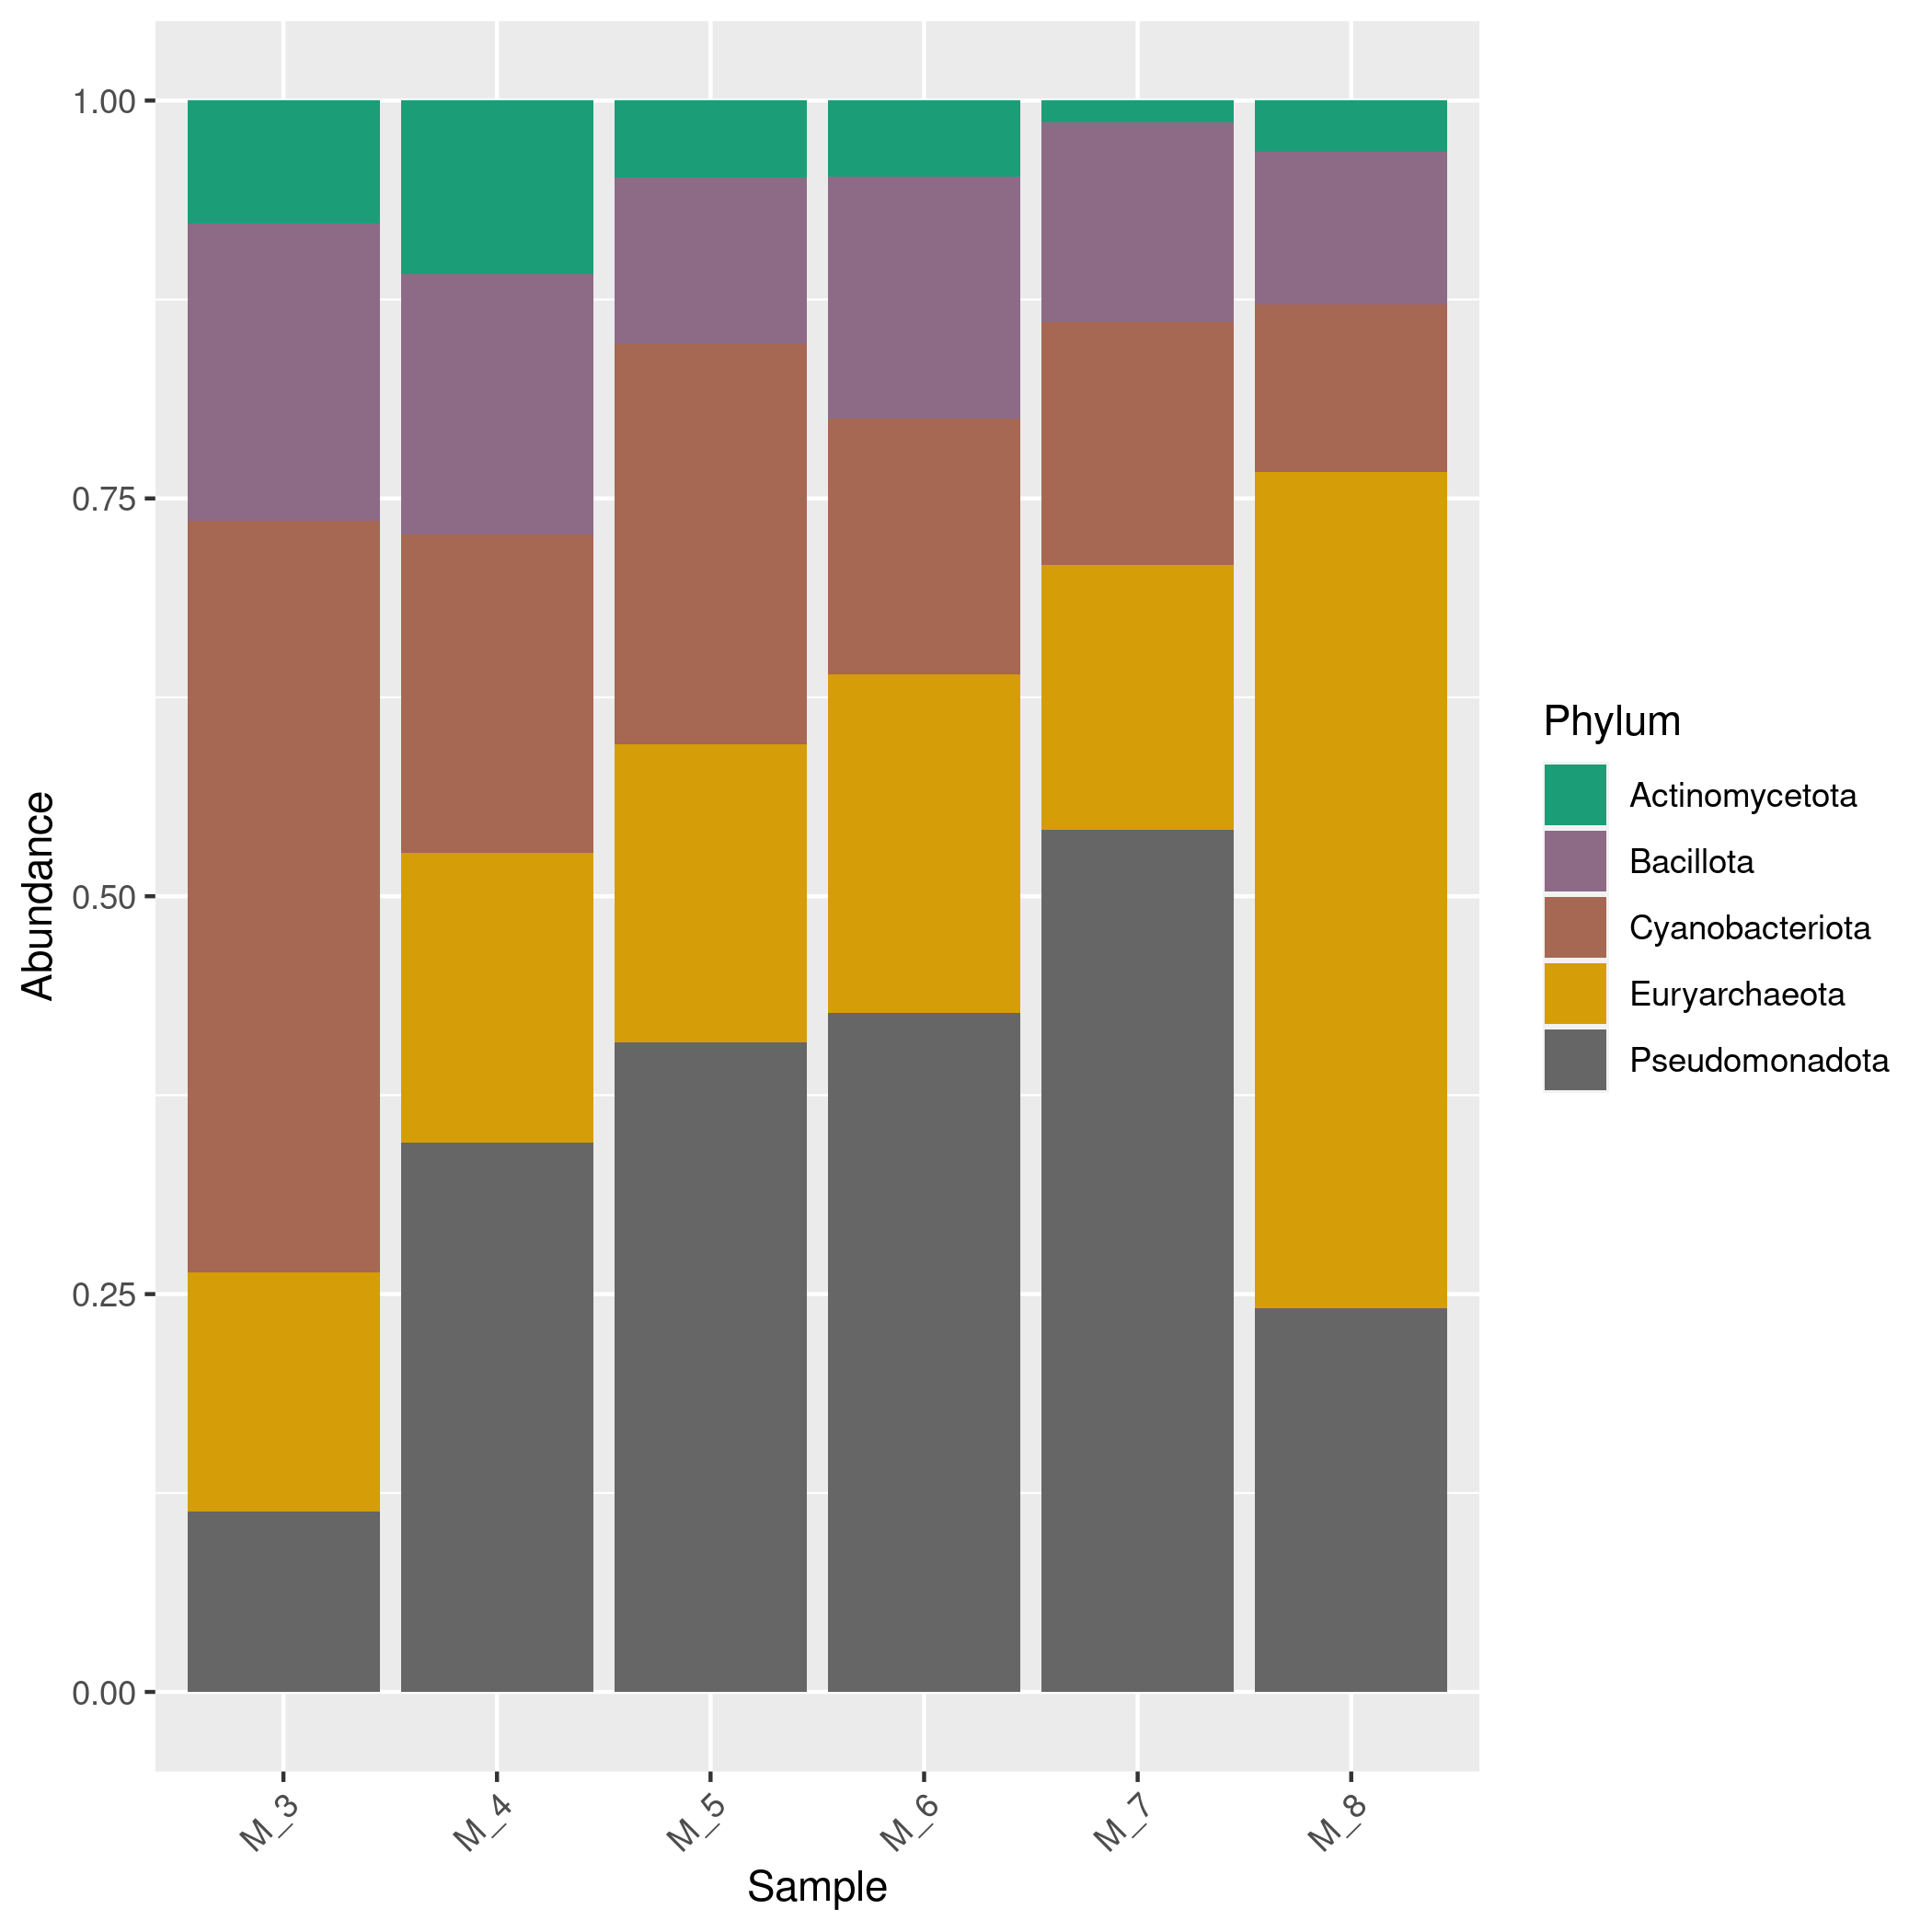 1.00
0.75
0.50
0.25
0.00
Abundance
M_3
M_4
M_5
M_6
M_7
M_8
Sample
Phylum
Actinomycetota
Bacillota
Cyanobacteriota
Euryarchaeota
Pseudomonadota